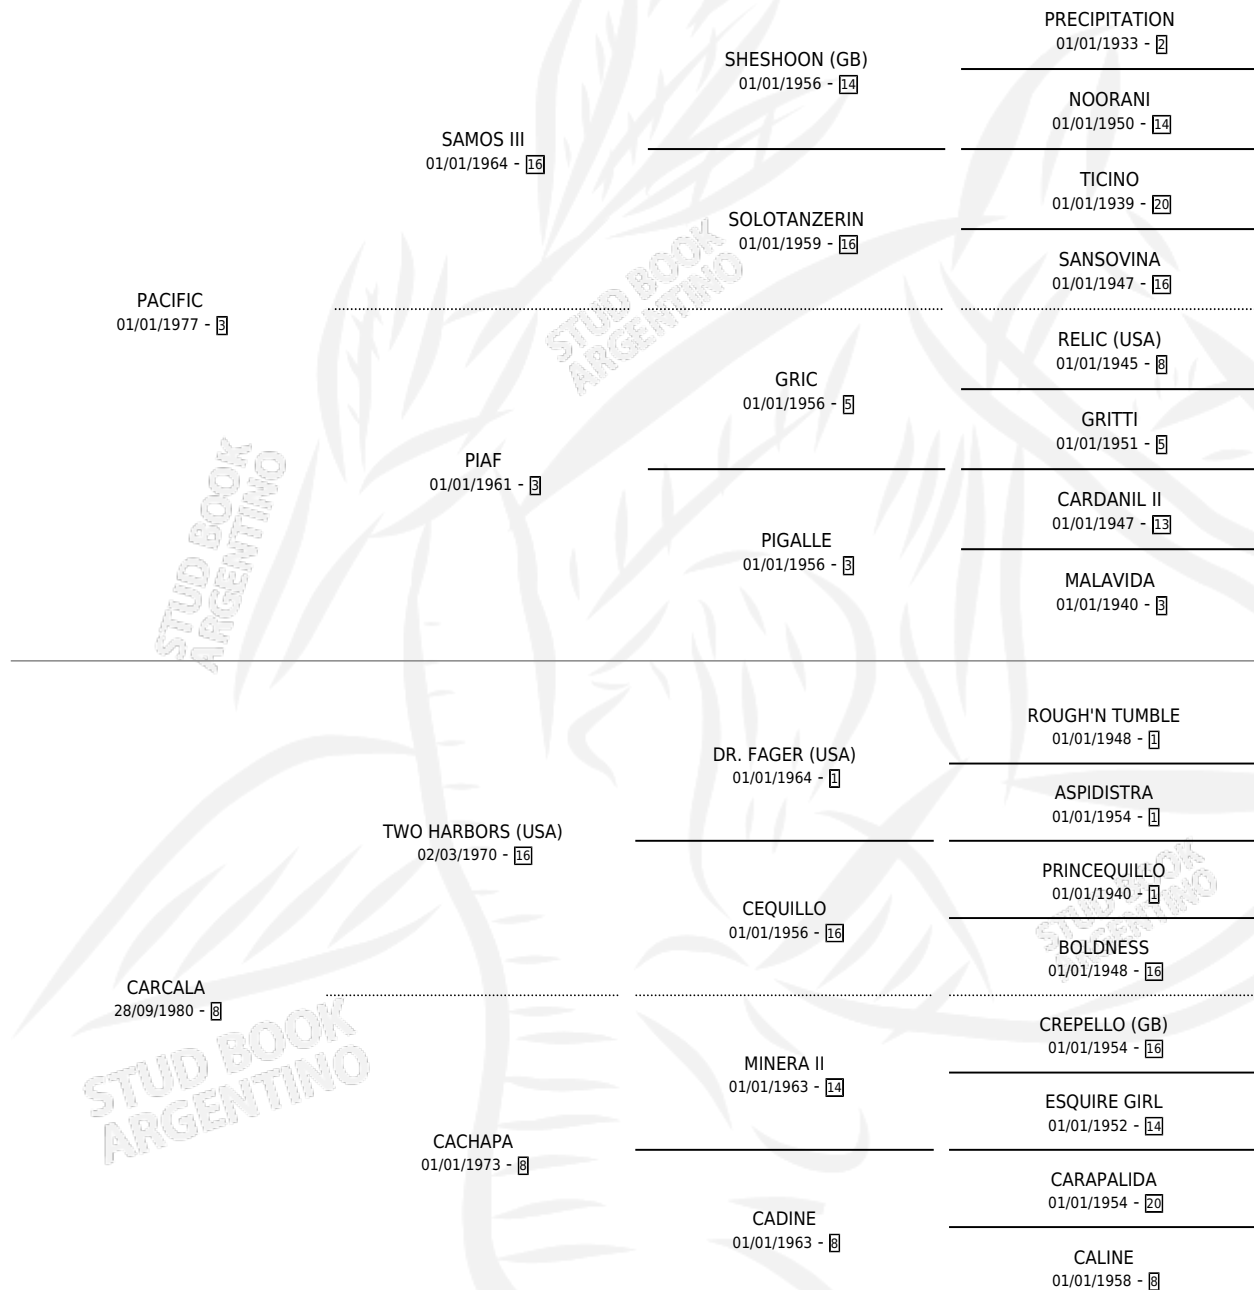 PRECIPITATION
01/01/1933 - 2
SHESHOON (GB)
01/01/1956 - 14
NOORANI
01/01/1950 - 14
SAMOS III
01/01/1964 - 16
TICINO
01/01/1939 - 20
SOLOTANZERIN
01/01/1959 - 16
SANSOVINA
01/01/1947 - 16
PACIFIC
01/01/1977 - 3
STUD BOOK
ARGENTINO
RELIC (USA)
01/01/1945 - 8
GRIC
01/01/1956 - 5
GRITTI
01/01/1951 - 5
PIAF
01/01/1961 - 3
CARDANIL II
01/01/1947 - 13
PIGALLE
01/01/1956 - 3
MALAVIDA
01/01/1940 - 3
STUD BOOK
ARGENTINO
ROUGH'N TUMBLE
01/01/1948 - 1
DR. FAGER (USA)
01/01/1964 - 1
ASPIDISTRA
01/01/1954 - 1
TWO HARBORS (USA)
02/03/1970 - 16
PRINCEQUILLO
01/01/1940 - 1
CEQUILLO
01/01/1956 - 16
BOLDNESS
01/01/1948 - 16
STUD BOOK
ARGENTINO
CARCALA
28/09/1980 - 8
CREPELLO (GB)
01/01/1954 - 16
MINERA II
01/01/1963 - 14
ESQUIRE GIRL
01/01/1952 - 14
STUD BOOK
ARGENTINO
CACHAPA
01/01/1973 - 8
CARAPALIDA
01/01/1954 - 20
CADINE
01/01/1963 - 8
CALINE
01/01/1958 - 8